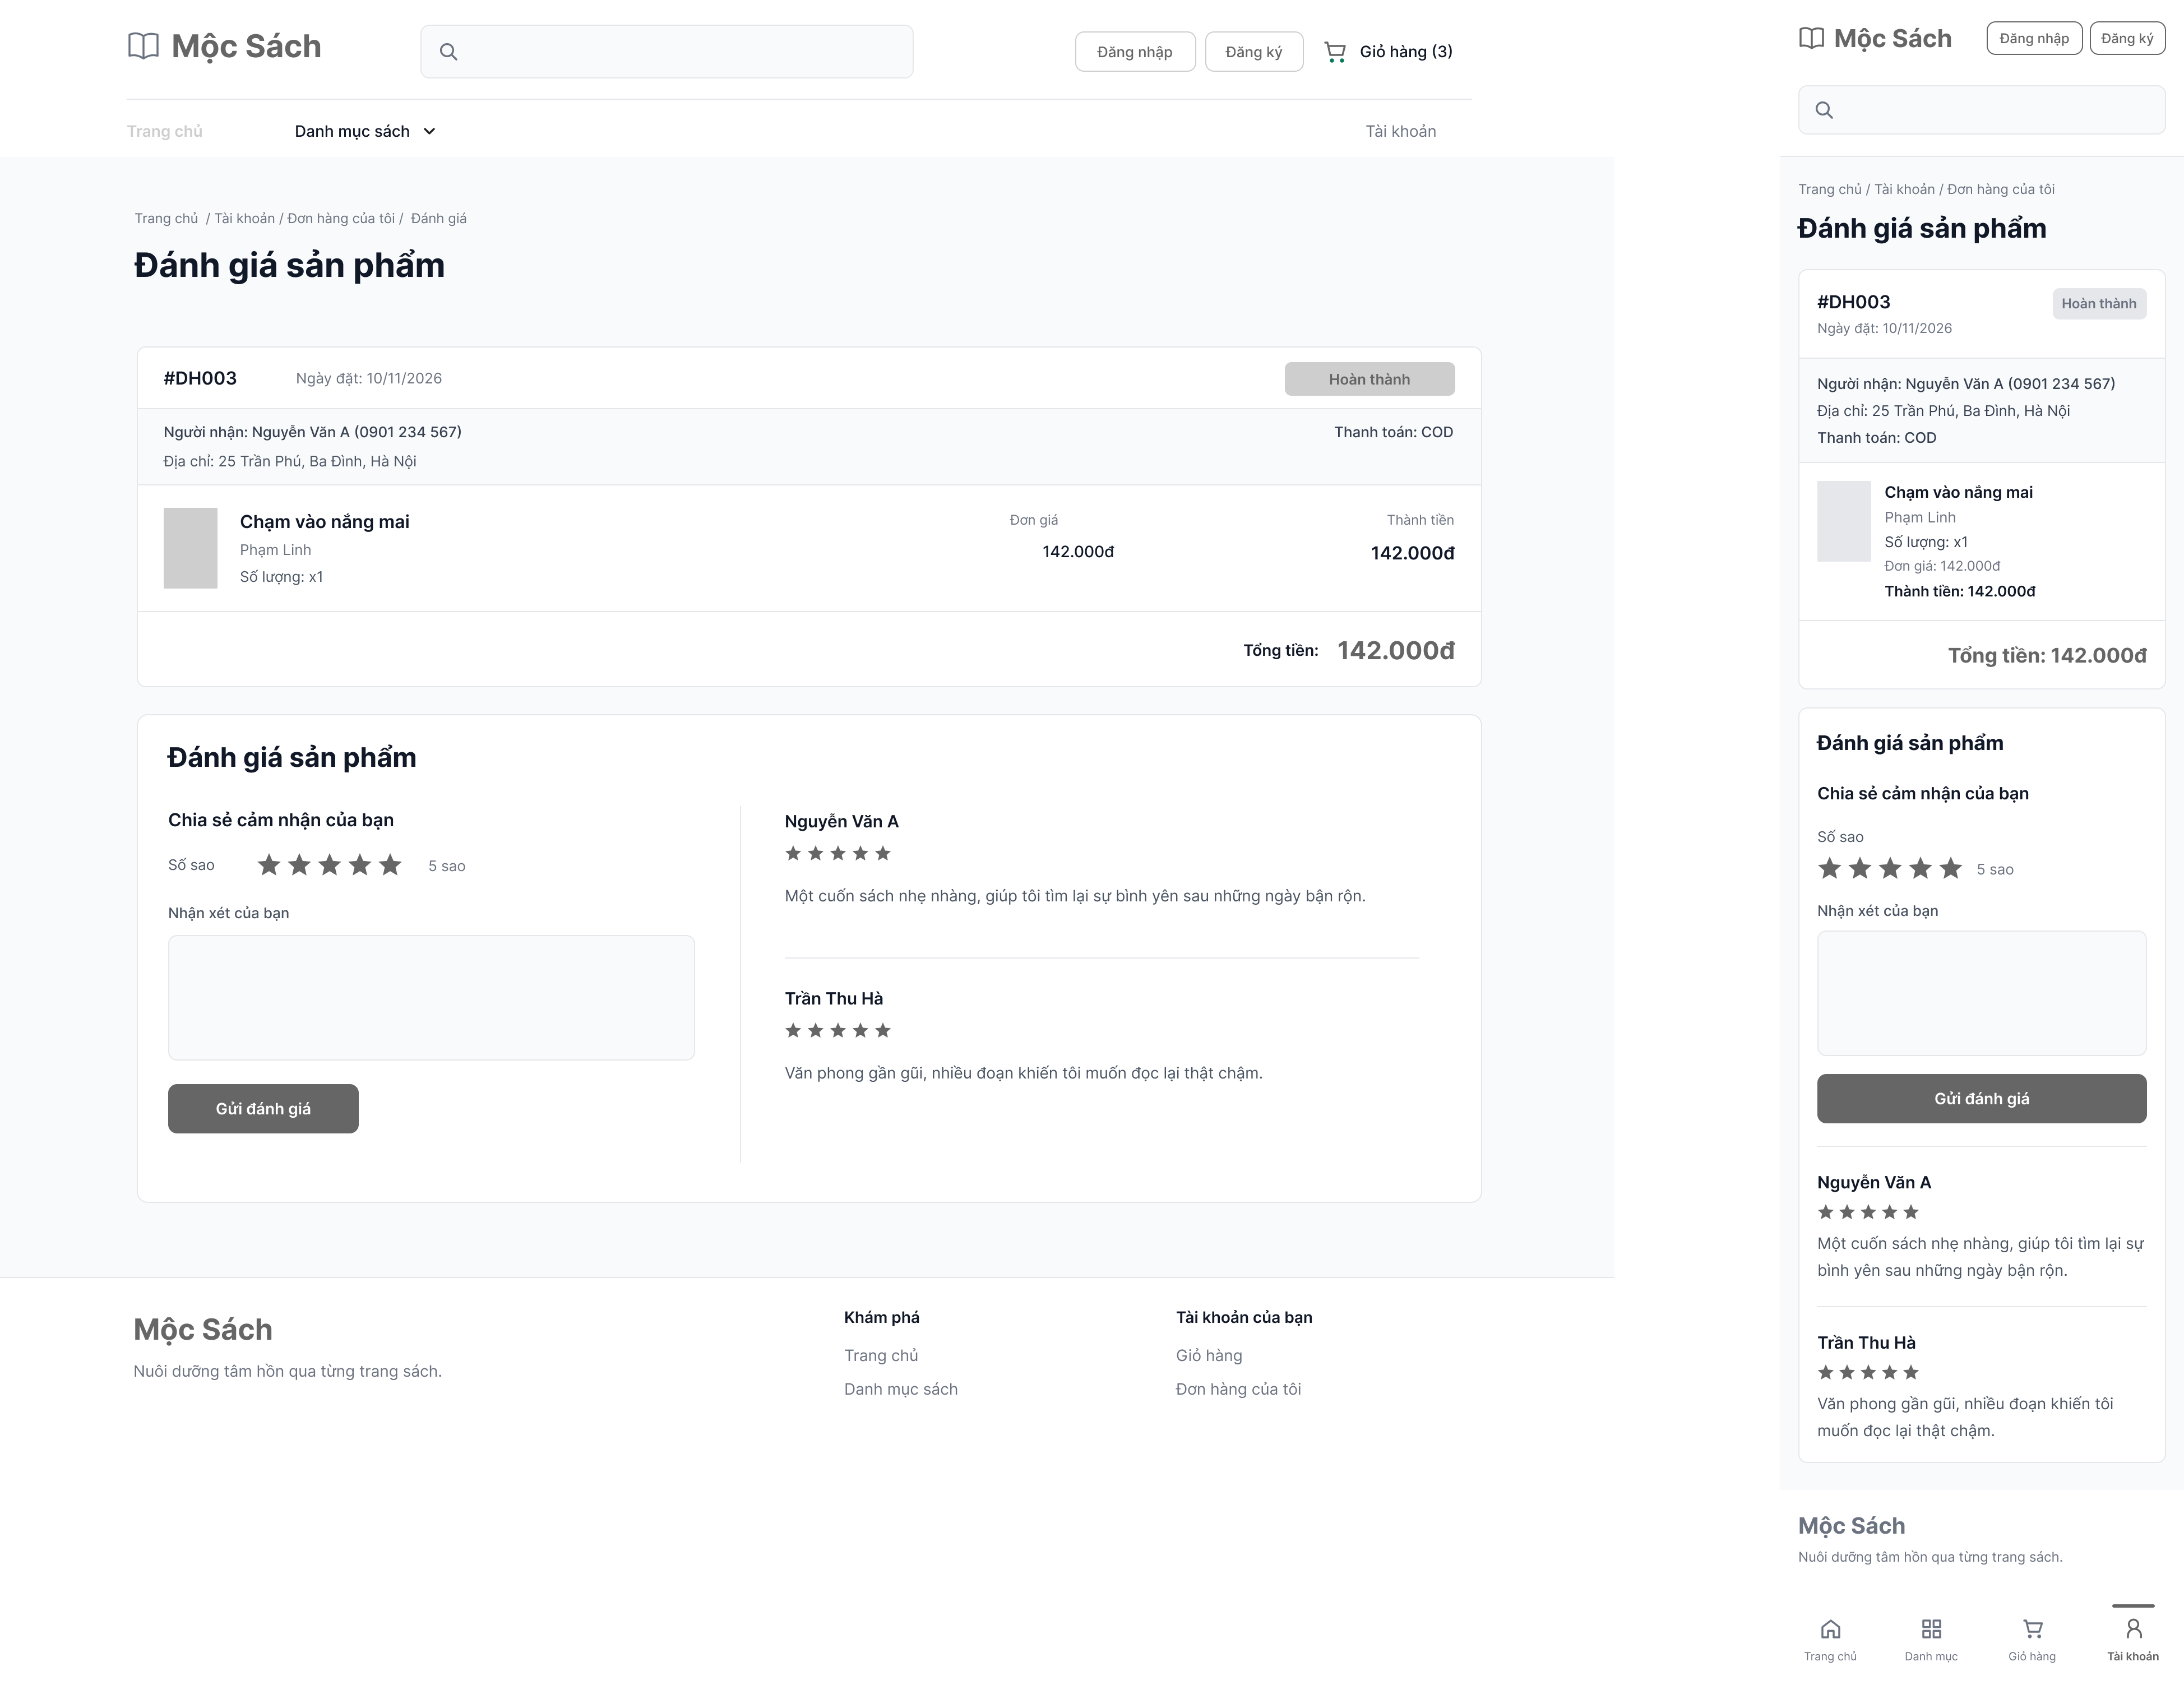 Mộc Sách
Đăng nhập
Đăng ký
Giỏ hàng (3)
Trang chủ
Danh mục sách
Tài khoản
Trang chủ / Tài khoản / Đơn hàng của tôi / Đánh giá
Đánh giá sản phẩm
#DH003
Ngày đặt: 10/11/2026
Hoàn thành
Người nhận: Nguyễn Văn A (0901 234 567)
Thanh toán: COD
Địa chỉ: 25 Trần Phú, Ba Đình, Hà Nội
Chạm vào nắng mai
Phạm Linh
Số lượng: x1
Đơn giá
142.000đ
Thành tiền
142.000đ
Tổng tiền: 142.000đ
Đánh giá sản phẩm
Chia sẻ cảm nhận của bạn
Số sao
5 sao
Nhận xét của bạn
Gửi đánh giá
Nguyễn Văn A
Một cuốn sách nhẹ nhàng, giúp tôi tìm lại sự bình yên sau những ngày bận rộn.
Trần Thu Hà
Văn phong gần gũi, nhiều đoạn khiến tôi muốn đọc lại thật chậm.
Mộc Sách
Nuôi dưỡng tâm hồn qua từng trang sách.
Khám phá
Trang chủ
Danh mục sách
Tài khoản của bạn
Giỏ hàng
Đơn hàng của tôi
Mộc Sách
Đăng nhập
Đăng ký
Trang chủ / Tài khoản / Đơn hàng của tôi
Đánh giá sản phẩm
#DH003
Hoàn thành
Ngày đặt: 10/11/2026
Người nhận: Nguyễn Văn A (0901 234 567)
Địa chỉ: 25 Trần Phú, Ba Đình, Hà Nội
Thanh toán: COD
Chạm vào nắng mai
Phạm Linh
Số lượng: x1
Đơn giá: 142.000đ
Thành tiền: 142.000đ
Tổng tiền: 142.000đ
Đánh giá sản phẩm
Chia sẻ cảm nhận của bạn
Số sao
5 sao
Nhận xét của bạn
Gửi đánh giá
Nguyễn Văn A
Một cuốn sách nhẹ nhàng, giúp tôi tìm lại sự
bình yên sau những ngày bận rộn.
Trần Thu Hà
Văn phong gần gũi, nhiều đoạn khiến tôi
muốn đọc lại thật chậm.
Mộc Sách
Nuôi dưỡng tâm hồn qua từng trang sách.
Trang chủ
Danh mục
Giỏ hàng
Tài khoản